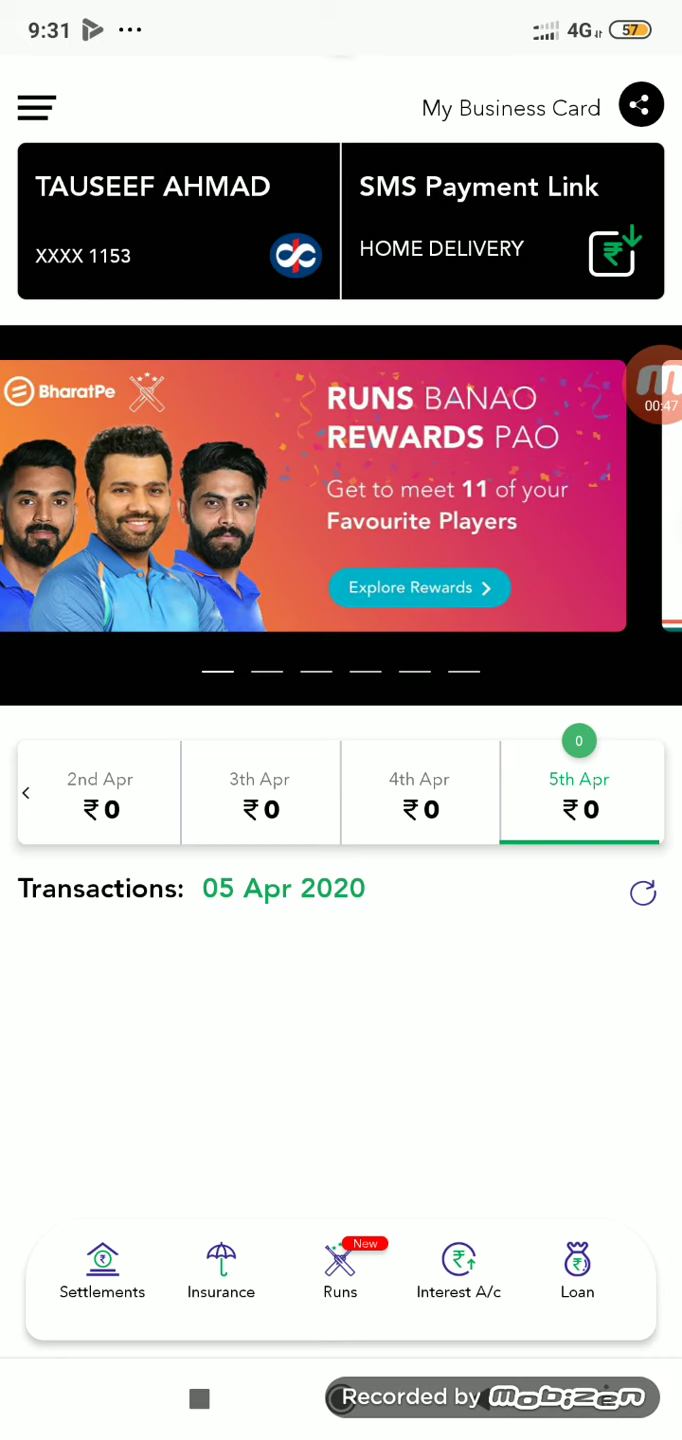 9:31
4G
57
My Business Card
TAUSEEF AHMAD
XXXX 1153
SMS Payment Link
HOME DELIVERY
BharatPe
RUNS BANAO
REWARDS PAO
Get to meet 11 of your
Favourite Players
Explore Rewards
00:47
0
2nd Apr
₹ 0
3th Apr
₹ 0
4th Apr
₹ 0
5th Apr
₹ 0
Transactions: 05 Apr 2020
New
Settlements
Insurance
Runs
Interest A/c
Loan
Recorded by mobizen